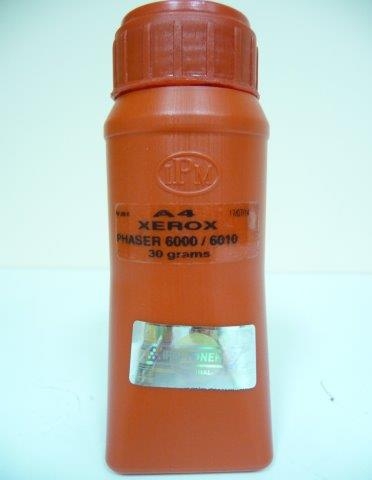 IPM
A4
XEROX
PHASER 6000 / 6010
30 grams